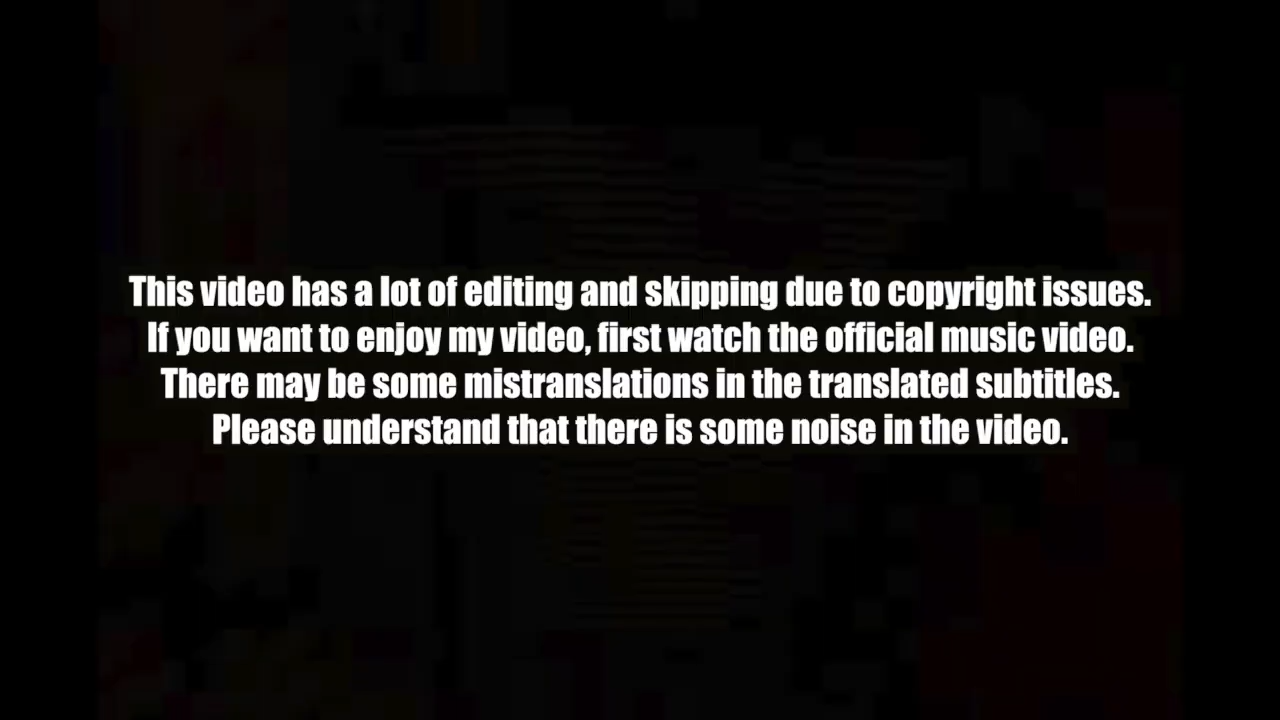 This video has a lot of editing and skipping due to copyright issues.
If you want to enjoy my video, first watch the official music video.
There may be some mistranslations in the translated subtitles.
Please understand that there is some noise in the video.